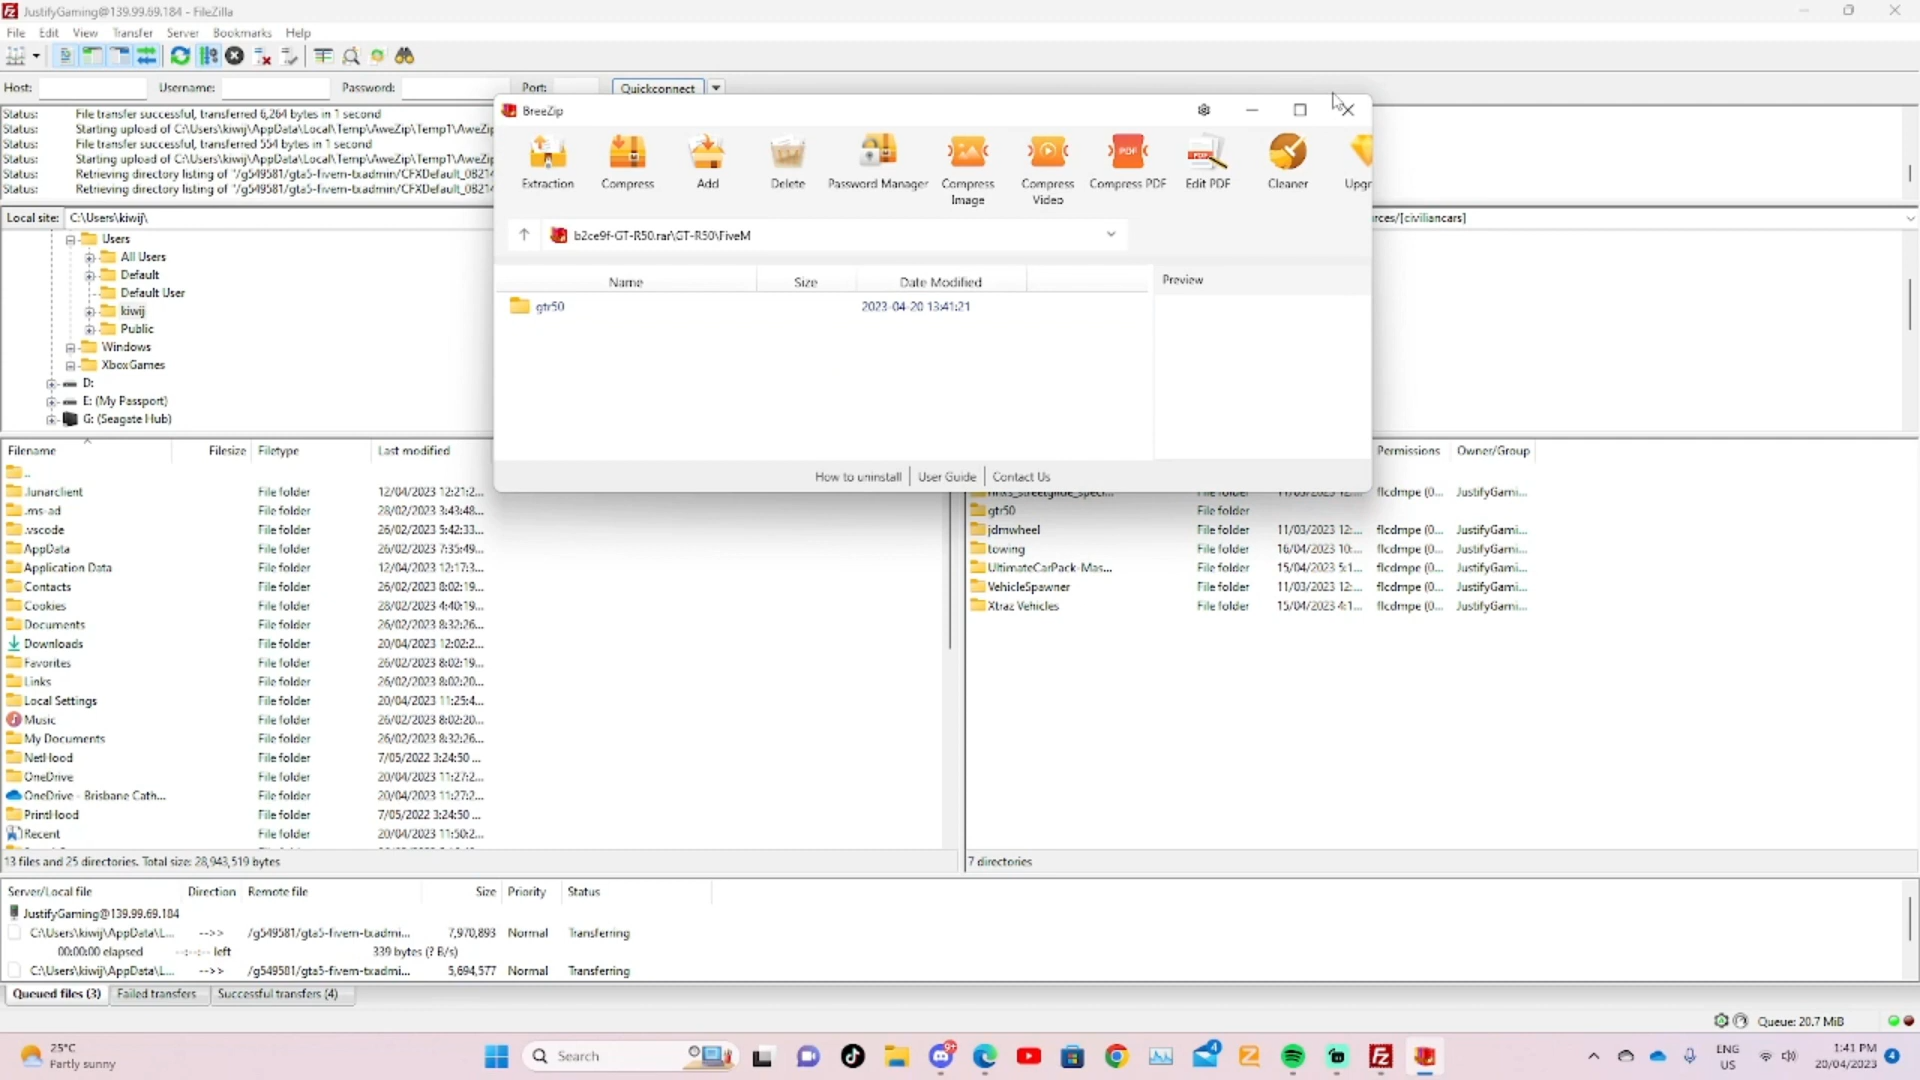 JustifyGaming@139.99.69.184 - FileZilla
File Edit View Transfer Server Bookmarks Help
Host: Username: Password: Port: Quickconnect
Status: File transfer successful, transferred 6,264 bytes in 1 second
Status: Starting upload of C:\Users\kiwij\AppData\Local\Temp\AweZip\Temp1\AweZip
Status: File transfer successful, transferred 554 bytes in 1 second
Status: Starting upload of C:\Users\kiwij\AppData\Local\Temp\AweZip\Temp1\AweZip
Status: Retrieving directory listing of "/g549581/gta5-fivem-txadmin/CFXDefault_0B214
Status: Retrieving directory listing of "/g549581/gta5-fivem-txadmin/CFXDefault_0B214
Local site: C:\Users\kiwij\
rces/[civiliancars]
Users
All Users
Default
Default User
kiwij
Public
Windows
XboxGames
D:
E: (My Passport)
G: (Seagate Hub)
BreeZip
Extraction Compress Add Delete Password Manager Compress Image Compress Video Compress PDF Edit PDF Cleaner Upgr
b2ce9f-GT-R50.rar\GT-R50\FiveM
Name Size Date Modified Preview
gtr50 2023-04-20 13:41:21
How to uninstall User Guide Contact Us
Filename Filesize Filetype Last modified
..
.lunarclient File folder 12/04/2023 12:21:2...
.ms-ad File folder 28/02/2023 3:43:48...
.vscode File folder 26/02/2023 5:42:33...
AppData File folder 26/02/2023 7:35:49...
Application Data File folder 12/04/2023 12:17:3...
Contacts File folder 26/02/2023 8:02:19...
Cookies File folder 28/02/2023 4:40:19...
Documents File folder 26/02/2023 8:32:26...
Downloads File folder 20/04/2023 12:02:2...
Favorites File folder 26/02/2023 8:02:19...
Links File folder 26/02/2023 8:02:20...
Local Settings File folder 20/04/2023 11:25:4...
Music File folder 26/02/2023 8:02:20...
My Documents File folder 26/02/2023 8:32:26...
NetHood File folder 7/05/2022 3:24:50 ...
OneDrive File folder 20/04/2023 11:27:2...
OneDrive - Brisbane Cath... File folder 20/04/2023 11:27:2...
PrintHood File folder 7/05/2022 3:24:50 ...
Recent File folder 20/04/2023 11:50:2...
13 files and 25 directories. Total size: 28,943,519 bytes
Permissions Owner/Group
File folder 11/03/2023 12:... flcdmpe (0... JustifyGami...
gtr50 File folder
jdmwheel File folder 11/03/2023 12:... flcdmpe (0... JustifyGami...
towing File folder 16/04/2023 10:... flcdmpe (0... JustifyGami...
UltimateCarPack-Mas... File folder 15/04/2023 5:1... flcdmpe (0... JustifyGami...
VehicleSpawner File folder 11/03/2023 12:... flcdmpe (0... JustifyGami...
Xtraz Vehicles File folder 15/04/2023 4:1... flcdmpe (0... JustifyGami...
7 directories
Server/Local file Direction Remote file Size Priority Status
JustifyGaming@139.99.69.184
C:\Users\kiwij\AppData\L... -->> /g549581/gta5-fivem-txadmi... 7,970,893 Normal Transferring
00:00:00 elapsed --:--:-- left 339 bytes (? B/s)
C:\Users\kiwij\AppData\L... -->> /g549581/gta5-fivem-txadmi... 5,694,577 Normal Transferring
Queued files (3) Failed transfers Successful transfers (4)
Queue: 20.7 MiB
25°C
Partly sunny
Search
9+
4
ENG
US
1:41 PM
20/04/2023
4